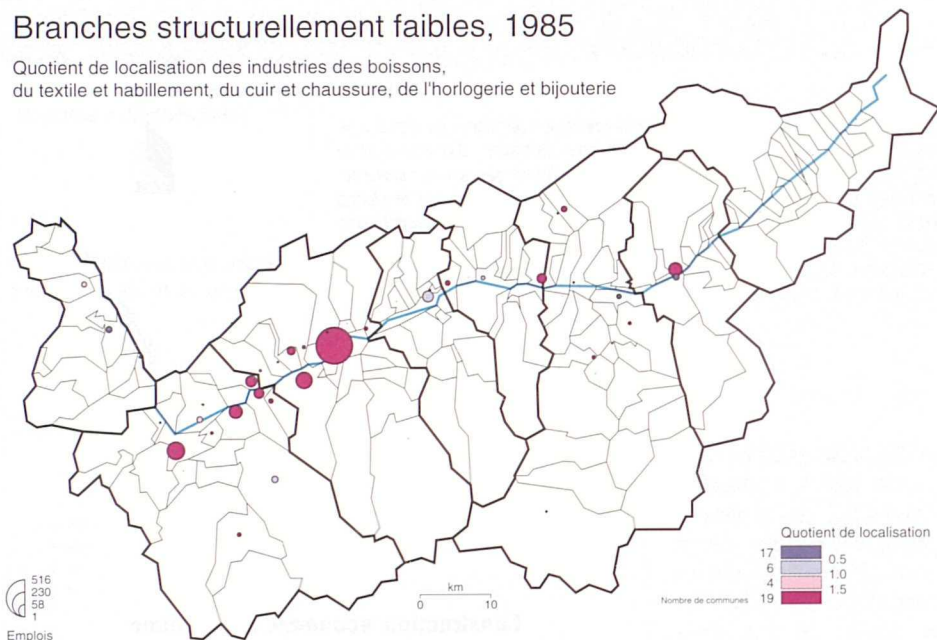 Branches structurellement faibles, 1985
Quotient de localisation des industries des boissons,
du textile et habillement, du cuir et chaussure, de l'horlogerie et bijouterie
Quotient de localisation
17
0.5
6
1.0
4
1.5
Nombre de communes 19
km
0 10
516
230
58
1
Emplois